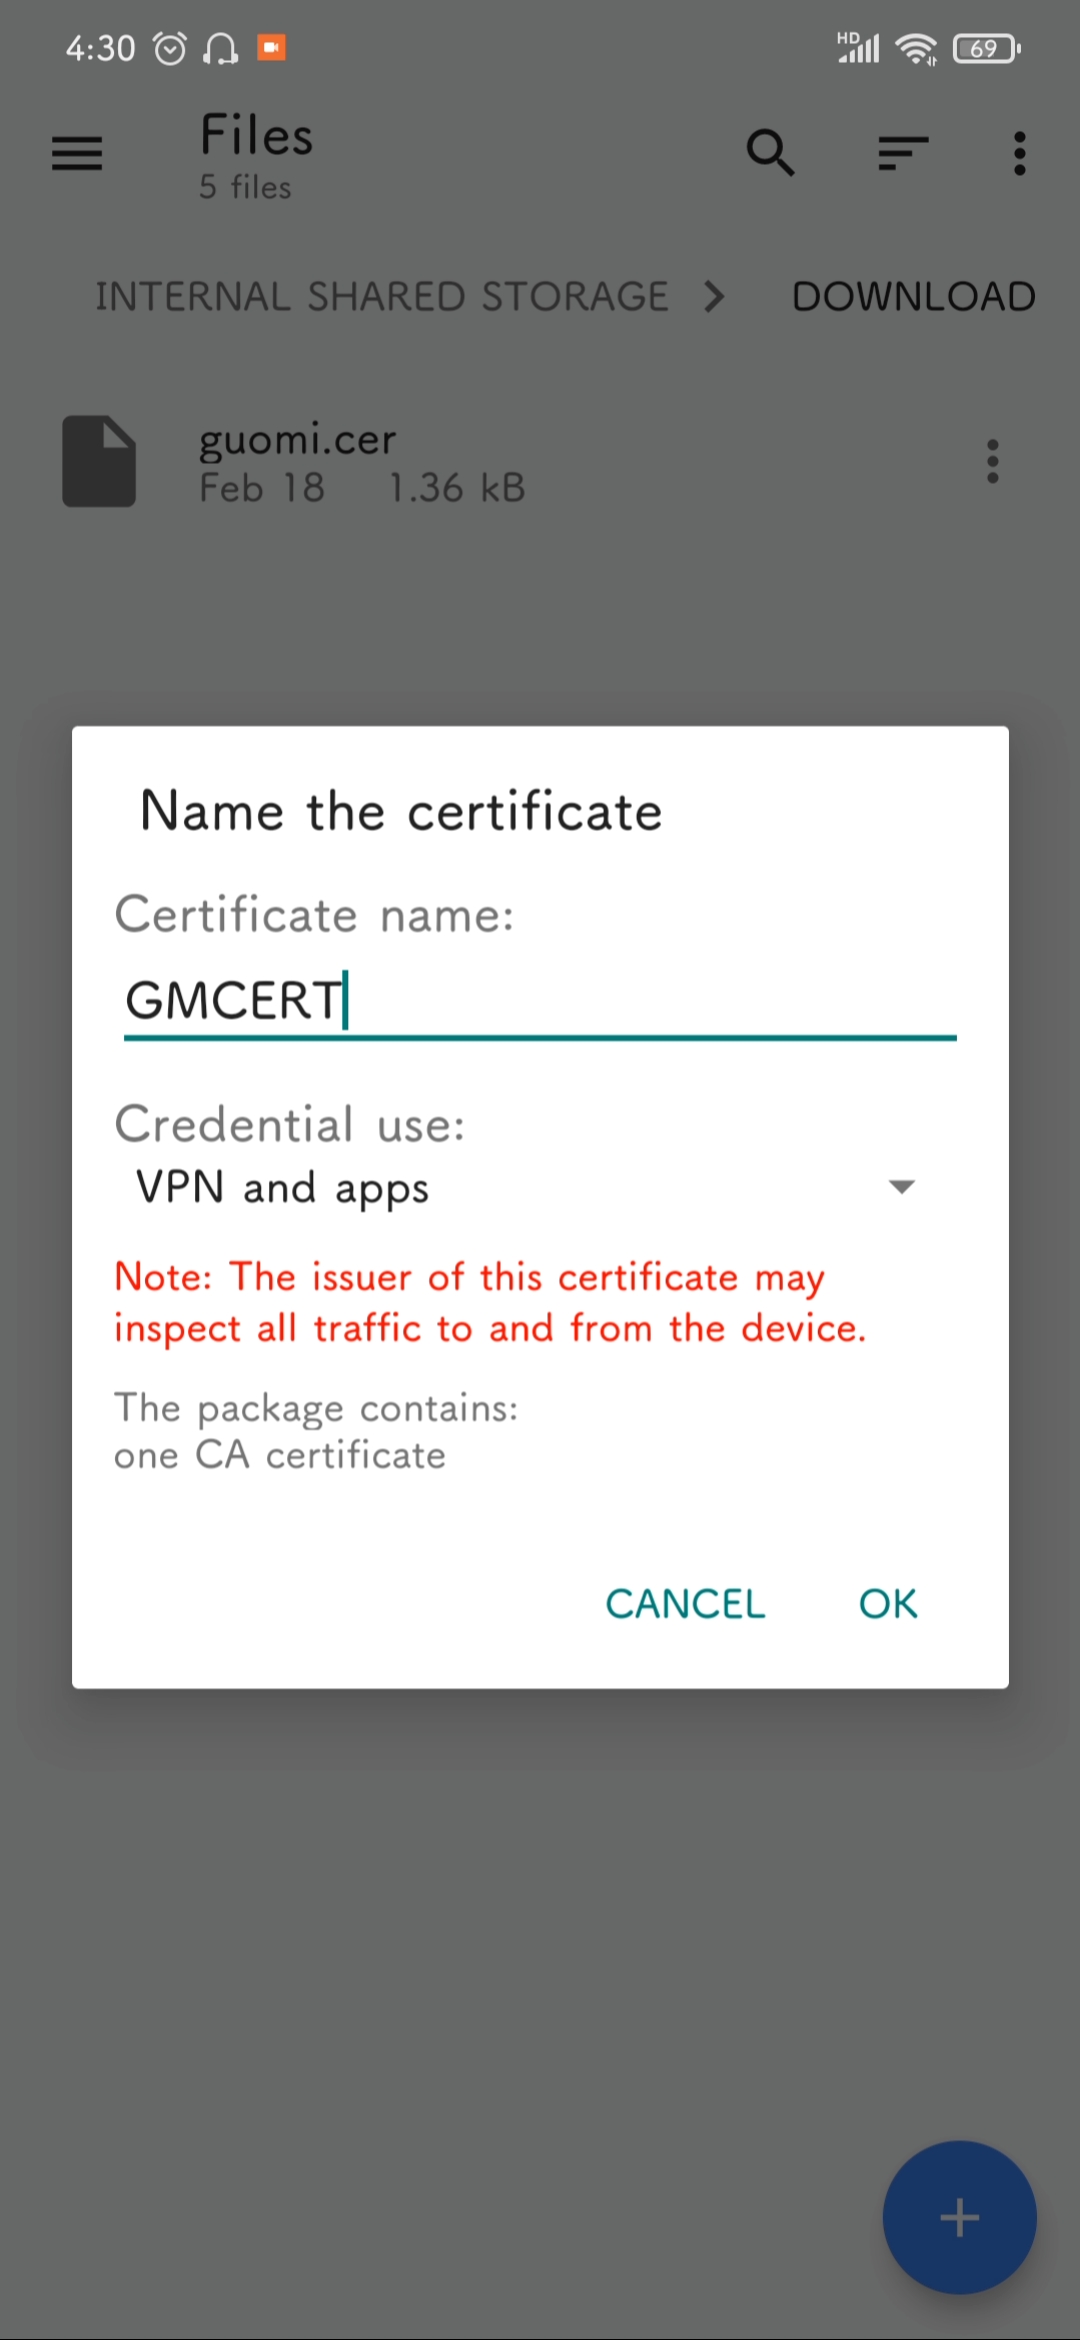 4:30
HD
69
Files
5 files
INTERNAL SHARED STORAGE
DOWNLOAD
guomi.cer
Feb 18 1.36 kB
Name the certificate
Certificate name:
GMCERT
Credential use:
VPN and apps
Note: The issuer of this certificate may
inspect all traffic to and from the device.
The package contains:
one CA certificate
CANCEL OK